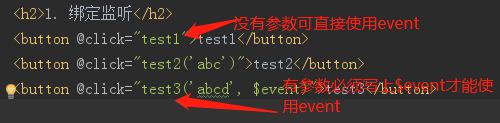 <h2>1. 绑定监听</h2>
没有参数可直接使用event
<button @click="test1">test1</button>
<button @click="test2('abc')">test2</button>
有参数必须写上$event才能使用event
<button @click="test3('abcd', $event)">test3</button>